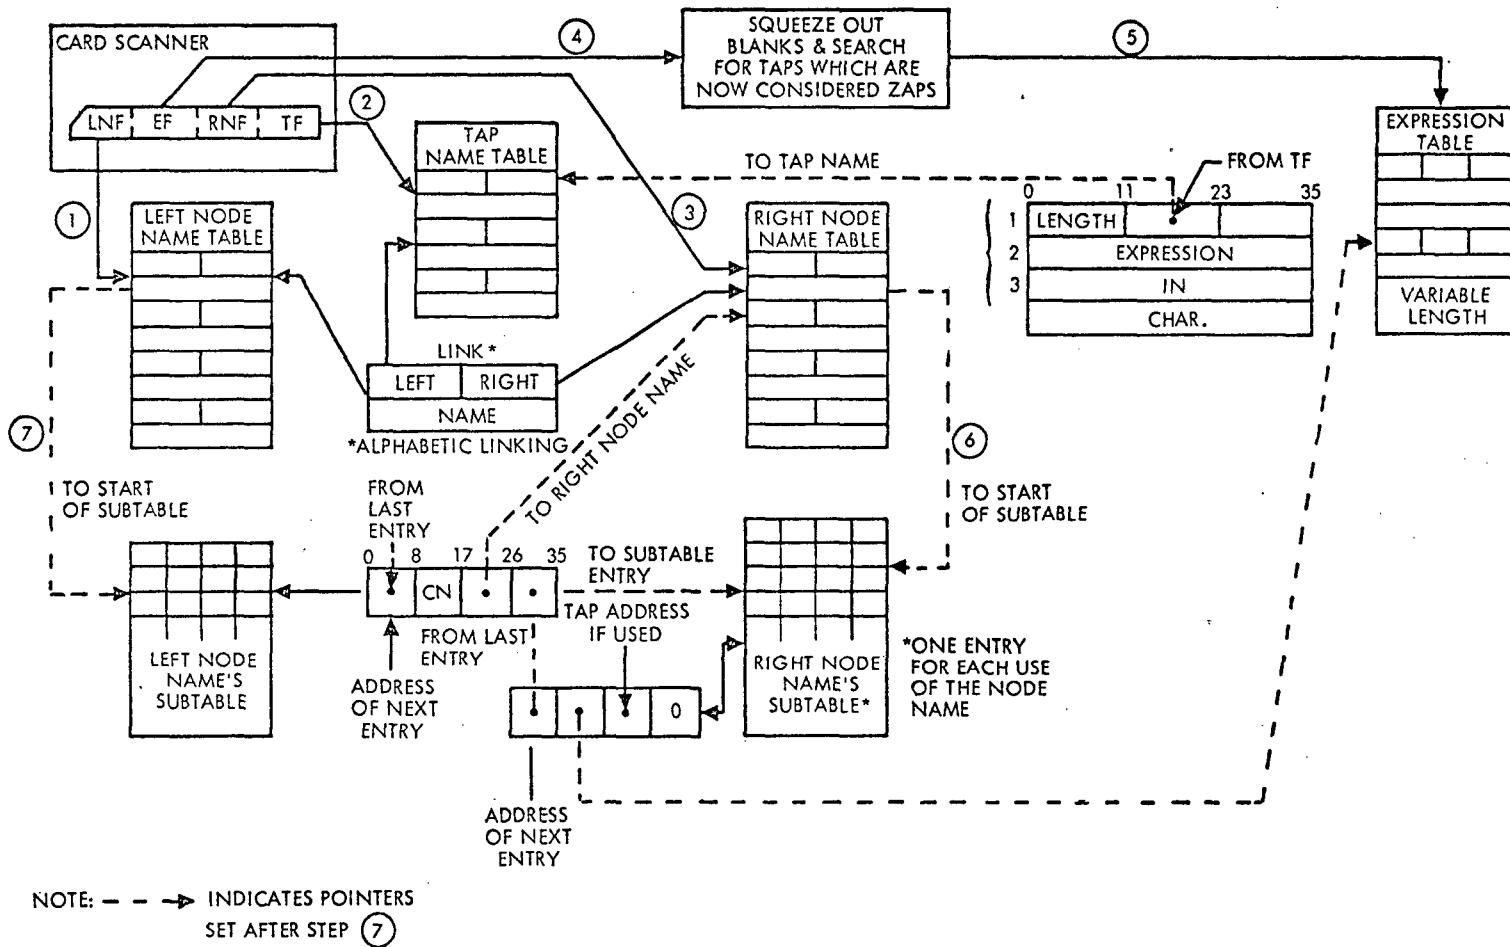 CARD SCANNER
LNF EF RNF TF
4
SQUEEZE OUT
BLANKS & SEARCH
FOR TAPS WHICH ARE
NOW CONSIDERED ZAPS
5
2
TAP
NAME TABLE
TO TAP NAME
FROM TF
EXPRESSION
TABLE
VARIABLE
LENGTH
0 11 23 35
1 LENGTH
2 EXPRESSION
3 IN
CHAR.
1
LEFT NODE
NAME TABLE
3
RIGHT NODE
NAME TABLE
LINK*
LEFT RIGHT
NAME
*ALPHABETIC LINKING
7
TO START
OF SUBTABLE
TO RIGHT NODE NAME
6
TO START
OF SUBTABLE
FROM
LAST
ENTRY
0 8 17 26 35
CN
TO SUBTABLE
ENTRY
TAP ADDRESS
IF USED
FROM LAST
ENTRY
LEFT NODE
NAME'S
SUBTABLE
ADDRESS
OF NEXT
ENTRY
0
RIGHT NODE
NAME'S
SUBTABLE*
*ONE ENTRY
FOR EACH USE
OF THE NODE
NAME
ADDRESS
OF NEXT
ENTRY
NOTE: INDICATES POINTERS
SET AFTER STEP 7